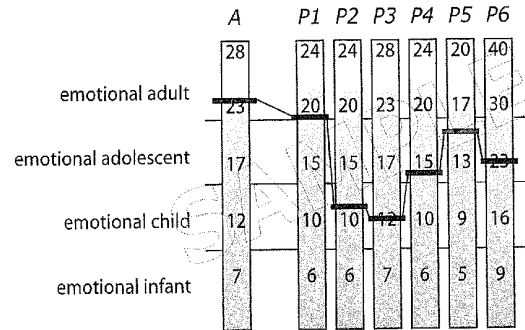 A P1 P2 P3 P4 P5 P6
28 24 24 28 24 20 40
emotional adult
23 20 20 23 20 17 30
emotional adolescent 17 15 15 17 15 13 23
emotional child 12 10 10 12 10 9 16
emotional infant 7 6 6 7 6 5 9
SAMPLE